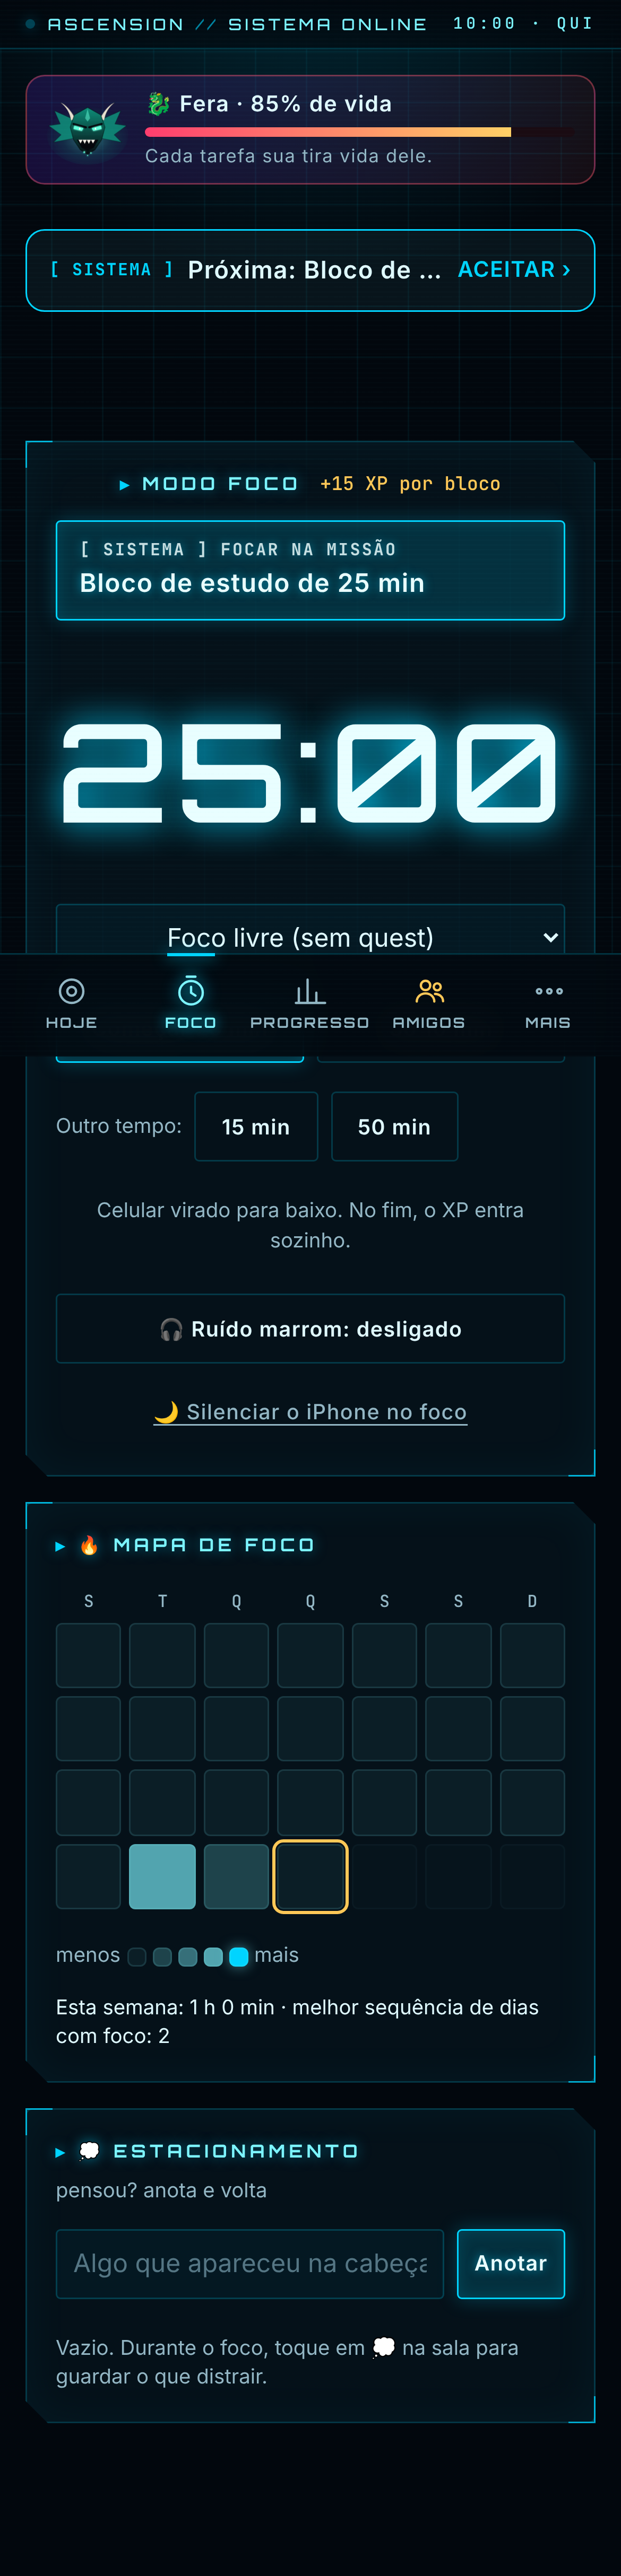 ASCENSION // SISTEMA ONLINE 10:00 · QUI
🐉 Fera · 85% de vida
Cada tarefa sua tira vida dele.
[ SISTEMA ] Próxima: Bloco de ... ACEITAR ›
▶ MODO FOCO +15 XP por bloco
[ SISTEMA ] FOCAR NA MISSÃO
Bloco de estudo de 25 min
25:00
Foco livre (sem quest)
HOJE FOCO PROGRESSO AMIGOS MAIS
Outro tempo: 15 min 50 min
Celular virado para baixo. No fim, o XP entra
sozinho.
🎧 Ruído marrom: desligado
🌙 Silenciar o iPhone no foco
▶ 🔥 MAPA DE FOCO
S T Q Q S S D
menos mais
Esta semana: 1 h 0 min · melhor sequência de dias
com foco: 2
▶ 💭 ESTACIONAMENTO
pensou? anota e volta
Algo que apareceu na cabeça Anotar
Vazio. Durante o foco, toque em 💭 na sala para
guardar o que distrair.